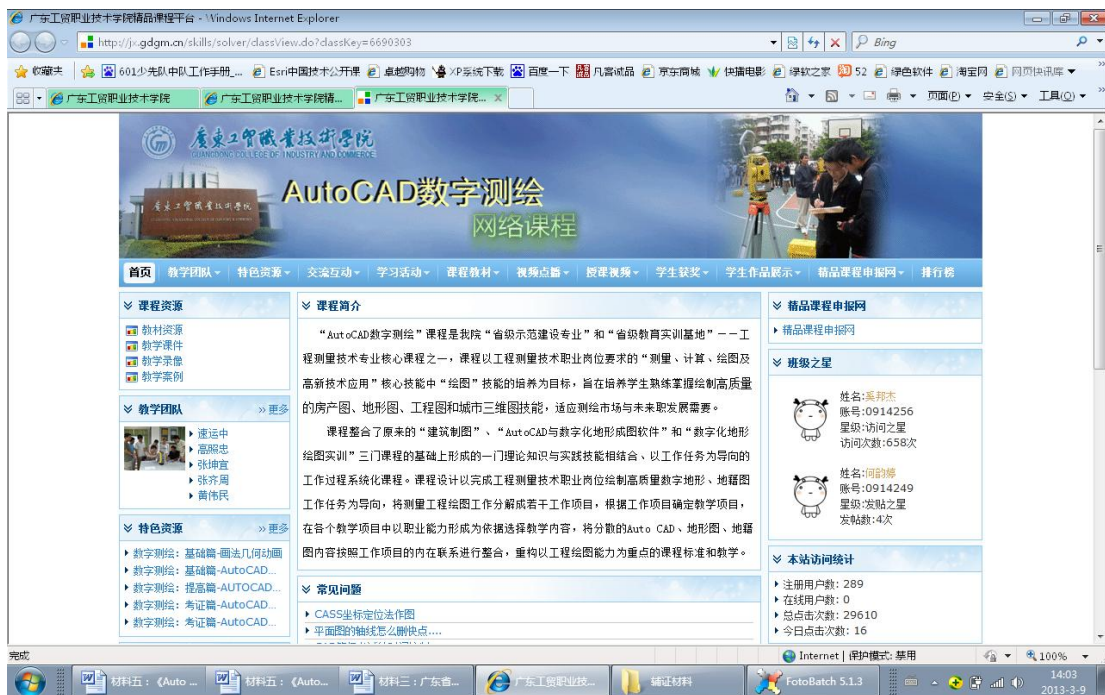 广东工贸职业技术学院精品课程平台 - Windows Internet Explorer
http://jx.gdgm.cn/skills/solver/classView.do?classKey=6690303
Bing
收藏夹 601少先队中队工作手册_... Esri中国技术公开课 卓越购物 XP系统下载 百度一下 凡客诚品 京东商城 快播电影 绿软之家 52 绿色软件 淘宝网 网页快讯库
广东工贸职业技术学院 广东工贸职业技术学院精... 广东工贸职业技术学院... 页面(P) 安全(S) 工具(O)
廣東工貿職業技術學院
GUANGDONG COLLEGE OF INDUSTRY AND COMMERCE
AutoCAD数字测绘
网络课程
首页 教学团队 特色资源 交流互动 学习活动 课程教材 视频点播 授课视频 学生获奖 学生作品展示 精品课程申报网 排行榜
课程资源
教材资源
教学课件
教学录像
教学案例
教学团队 >>更多
速运中
高照忠
张坤宜
张齐周
黄伟民
特色资源 >>更多
数字测绘：基础篇-画法几何动画
数字测绘：基础篇-AutoCAD...
数字测绘：提高篇-AUTOCAD...
数字测绘：考证篇-AutoCAD...
数字测绘：考证篇-AutoCAD...
课程简介
“AutoCAD数字测绘”课程是我院“省级示范建设专业”和“省级教育实训基地”--工
程测量技术专业核心课程之一，课程以工程测量技术职业岗位要求的“测量、计算、绘图及
高新技术应用”核心技能中“绘图”技能的培养为目标，旨在培养学生熟练掌握绘制高质量
的房产图、地形图、工程图和城市三维图技能，适应测绘市场与未来职发展需要。
课程整合了原来的“建筑制图”、“AutoCAD与数字化地形成图软件”和“数字化地形
绘图实训”三门课程的基础上形成的一门理论知识与实践技能相结合、以工作任务为导向的
工作过程系统化课程。课程设计以完成工程测量技术职业岗位绘制高质量数字地形、地籍图
工作任务为导向，将测量工程绘图工作分解成若干工作项目，根据工作项目确定教学项目，
在各个教学项目中以职业能力形成为依据选择教学内容，将分散的Auto CAD、地形图、地籍
图内容按照工作项目的内在联系进行整合，重构以工程绘图能力为重点的课程标准和教学。
常见问题
CASS坐标定位法作图
平面图的轴线怎么删快点....
精品课程申报网
精品课程申报网
班级之星
姓名:奚邦杰
账号:0914256
星级:访问之星
访问次数:658次
姓名:何韵婷
账号:0914249
星级:发贴之星
发帖数:4次
本站访问统计
注册用户数: 289
在线用户数: 0
总点击次数: 29610
今日点击次数: 16
完成 Internet | 保护模式: 禁用 100%
材料五：《Auto ... 材料五：《Auto... 材料三：广东省... 广东工贸职业技... 辅证材料 FotoBatch 5.1.3 14:03
2013-3-9